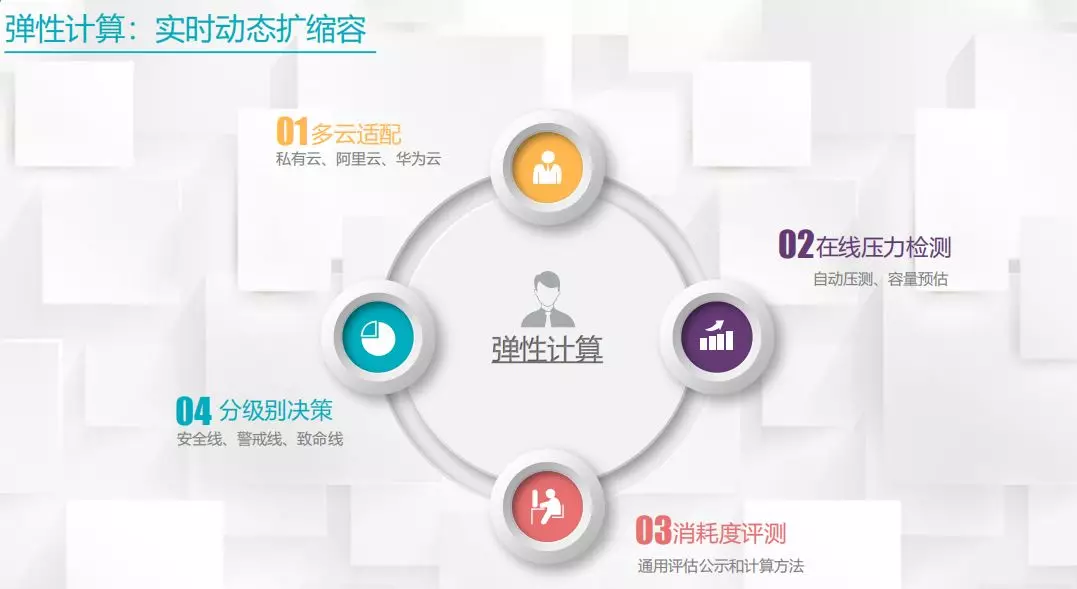 弹性计算：实时动态扩缩容
01多云适配
私有云、阿里云、华为云
02在线压力检测
自动压测、容量预估
弹性计算
04 分级别决策
安全线、警戒线、致命线
03消耗度评测
通用评估公示和计算方法